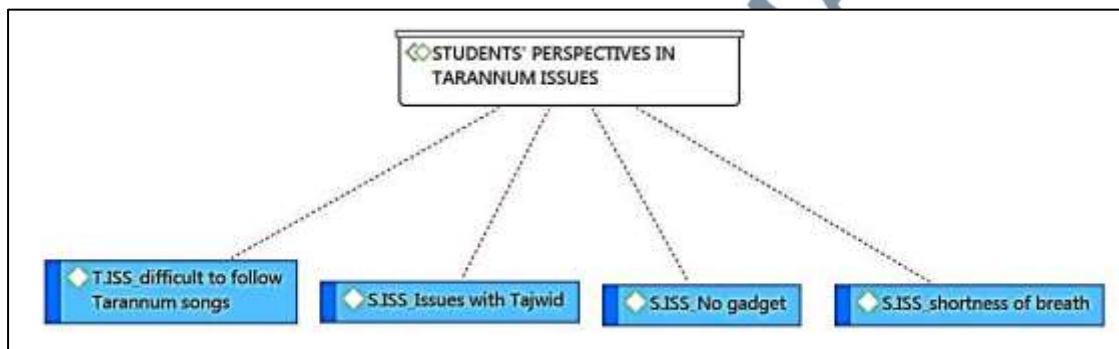 STUDENTS' PERSPECTIVES IN
TARANNUM ISSUES
T.ISS_difficult to follow
Tarannum songs
S.ISS_Issues with Tajwid
S.ISS_No gadget
S.ISS_shortness of breath